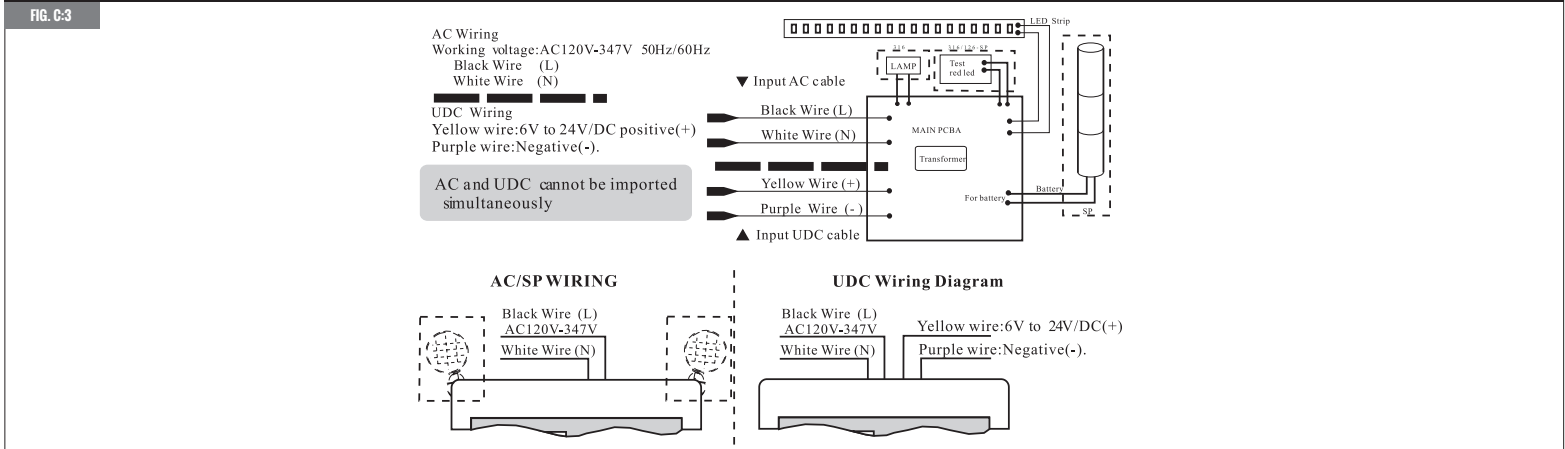 FIG. C:3
AC Wiring
Working voltage:AC120V-347V 50Hz/60Hz
Black Wire (L)
White Wire (N)
UDC Wiring
Yellow wire:6V to 24V/DC positive(+)
Purple wire:Negative(-).
AC and UDC cannot be imported
simultaneously
▼ Input AC cable
Black Wire (L)
White Wire (N)
Yellow Wire (+)
Purple Wire (-)
▲ Input UDC cable
LED Strip
316
LAMP
316/126-SP
Test
red led
MAIN PCBA
Transformer
For battery
Battery
SP
AC/SP WIRING
Black Wire (L)
AC120V-347V
White Wire (N)
UDC Wiring Diagram
Black Wire (L)
AC120V-347V
White Wire (N)
Yellow wire:6V to 24V/DC(+)
Purple wire:Negative(-).